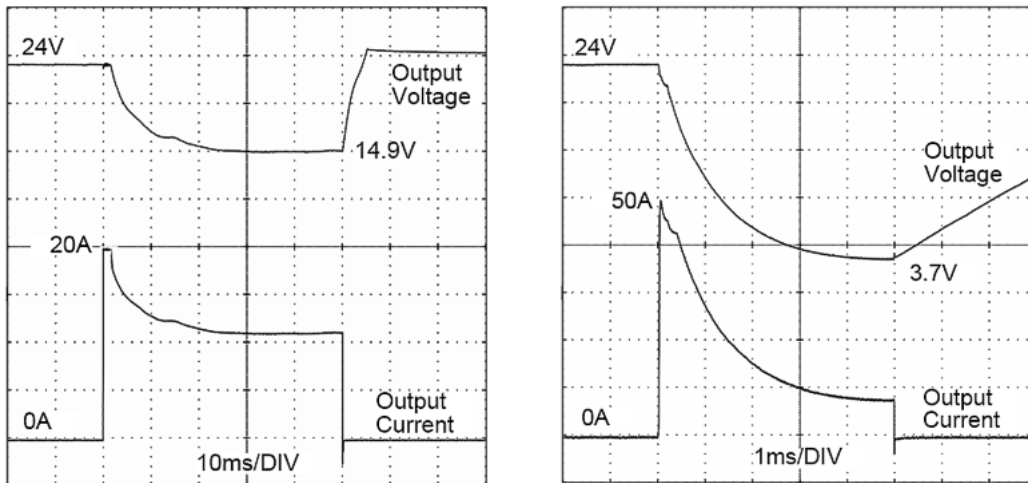 24V
Output
Voltage
14.9V
20A
0A
Output
Current
10ms/DIV
24V
Output
Voltage
50A
3.7V
0A
Output
Current
1ms/DIV